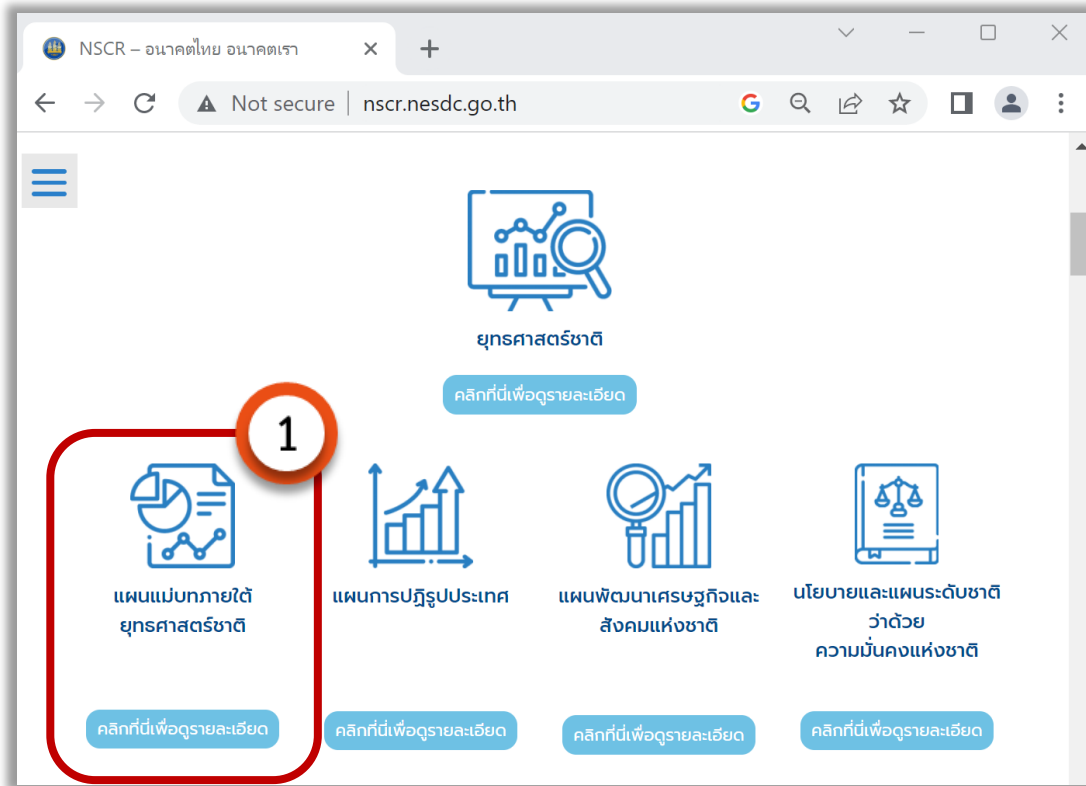 NSCR – อนาคตไทย อนาคตเรา
Not secure | nscr.nesdc.go.th
ยุทธศาสตร์ชาติ
คลิกที่นี่เพื่อดูรายละเอียด
1
แผนแม่บทภายใต้
ยุทธศาสตร์ชาติ
คลิกที่นี่เพื่อดูรายละเอียด
แผนการปฏิรูปประเทศ
คลิกที่นี่เพื่อดูรายละเอียด
แผนพัฒนาเศรษฐกิจและ
สังคมแห่งชาติ
คลิกที่นี่เพื่อดูรายละเอียด
นโยบายและแผนระดับชาติ
ว่าด้วย
ความมั่นคงแห่งชาติ
คลิกที่นี่เพื่อดูรายละเอียด